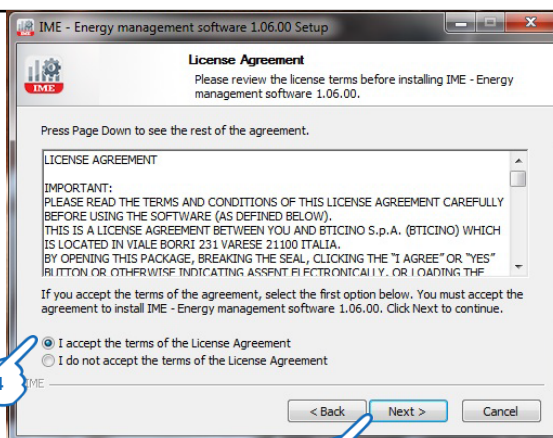 IME - Energy management software 1.06.00 Setup
License Agreement
Please review the license terms before installing IME - Energy
management software 1.06.00.
IME
Press Page Down to see the rest of the agreement.
LICENSE AGREEMENT
IMPORTANT:
PLEASE READ THE TERMS AND CONDITIONS OF THIS LICENSE AGREEMENT CAREFULLY
BEFORE USING THE SOFTWARE (AS DEFINED BELOW).
THIS IS A LICENSE AGREEMENT BETWEEN YOU AND BTICINO S.p.A. (BTICINO) WHICH
IS LOCATED IN VIALE BORRI 231 VARESE 21100 ITALIA.
BY OPENING THIS PACKAGE, BREAKING THE SEAL, CLICKING THE "I AGREE" OR "YES"
BUTTON OR OTHERWISE INDICATING ASSENT ELECTRONICALLY, OR LOADING THE
If you accept the terms of the agreement, select the first option below. You must accept the
agreement to install IME - Energy management software 1.06.00. Click Next to continue.
I accept the terms of the License Agreement
I do not accept the terms of the License Agreement
4
IME
< Back Next > Cancel